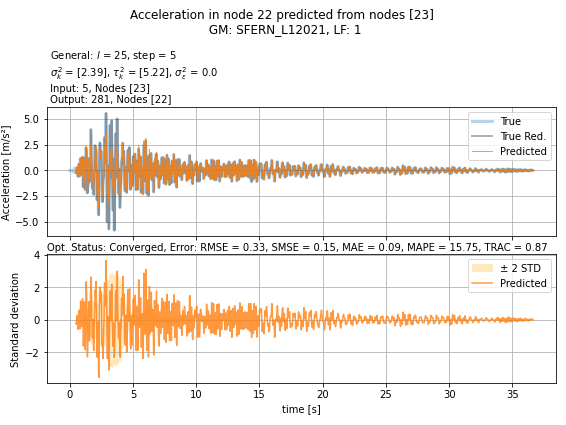 Acceleration in node 22 predicted from nodes [23]
GM: SFERN_L12021, LF: 1
General: l = 25, step = 5
σ²ₖ = [2.39], τ²ₖ = [5.22], σ²ε = 0.0
Input: 5, Nodes [23]
Output: 281, Nodes [22]
Acceleration [m/s²]
5.0
2.5
0.0
−2.5
−5.0
True
True Red.
Predicted
Opt. Status: Converged, Error: RMSE = 0.33, SMSE = 0.15, MAE = 0.09, MAPE = 15.75, TRAC = 0.87
Standard deviation
4
2
0
−2
± 2 STD
Predicted
0 5 10 15 20 25 30 35
time [s]